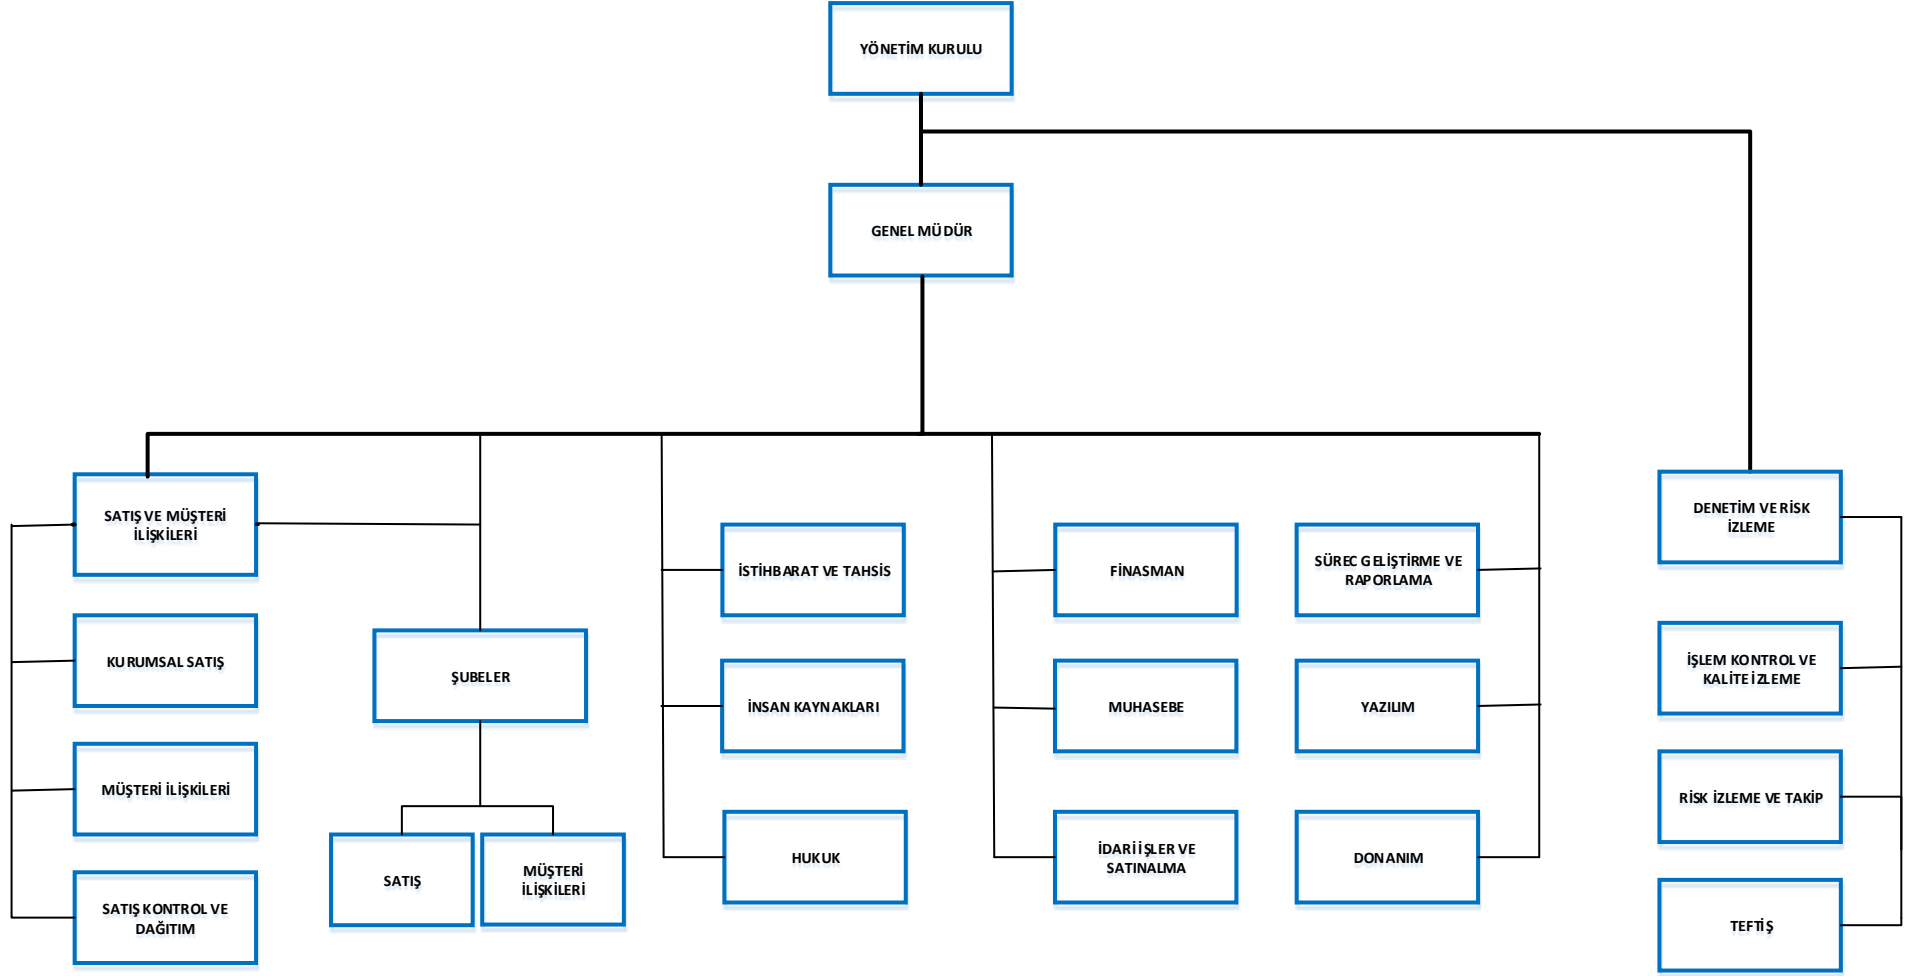 YÖNETİM KURULU
GENEL MÜDÜR
SATIŞ VE MÜŞTERİ
İLİŞKİLERİ
KURUMSAL SATIŞ
MÜŞTERİ İLİŞKİLERİ
SATIŞ KONTROL VE
DAĞITIM
ŞUBELER
SATIŞ
MÜŞTERİ
İLİŞKİLERİ
İSTİHBARAT VE TAHSİS
İNSAN KAYNAKLARI
HUKUK
FİNASMAN
MUHASEBE
İDARİ İŞLER VE
SATINALMA
SÜREC GELİŞTİRME VE
RAPORLAMA
YAZILIM
DONANIM
DENETİM VE RİSK
İZLEME
İŞLEM KONTROL VE
KALİTE İZLEME
RİSK İZLEME VE TAKİP
TEFTİŞ